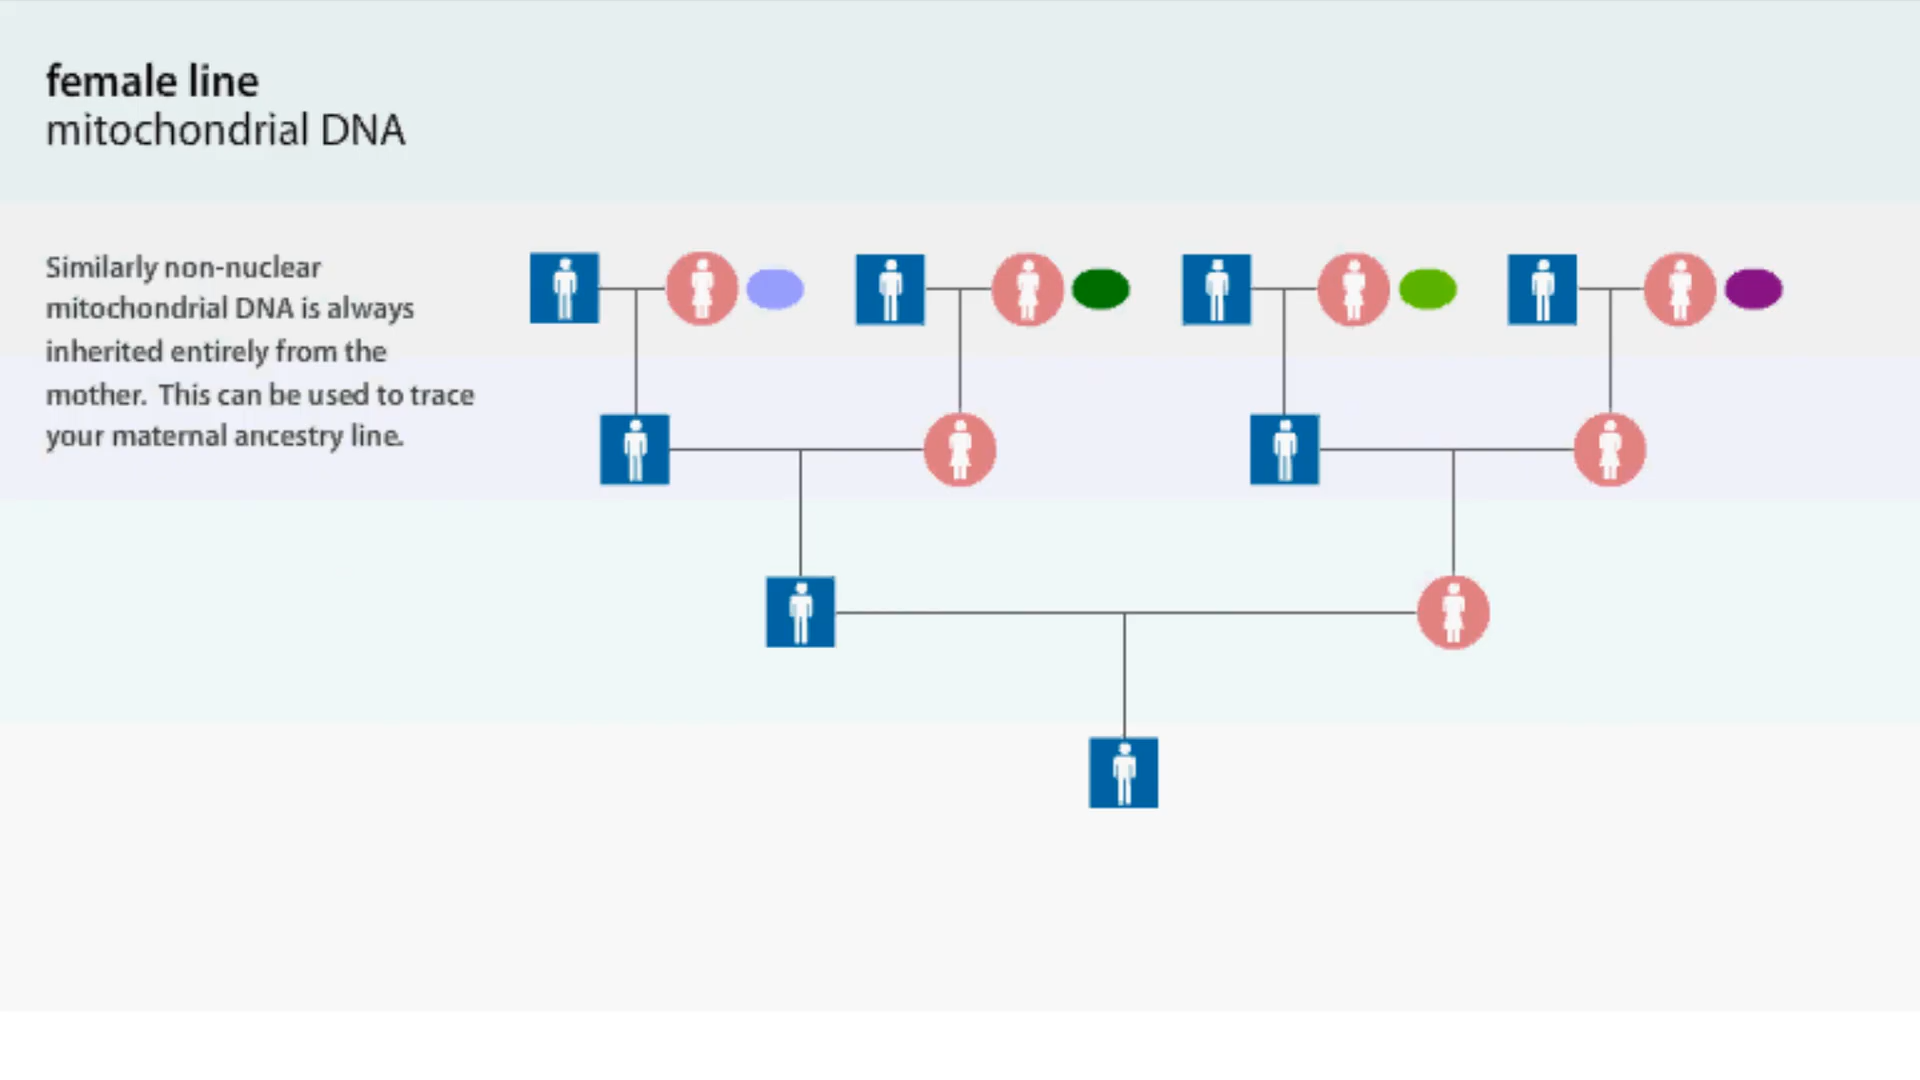 female line
mitochondrial DNA
Similarly non-nuclear
mitochondrial DNA is always
inherited entirely from the
mother. This can be used to trace
your maternal ancestry line.